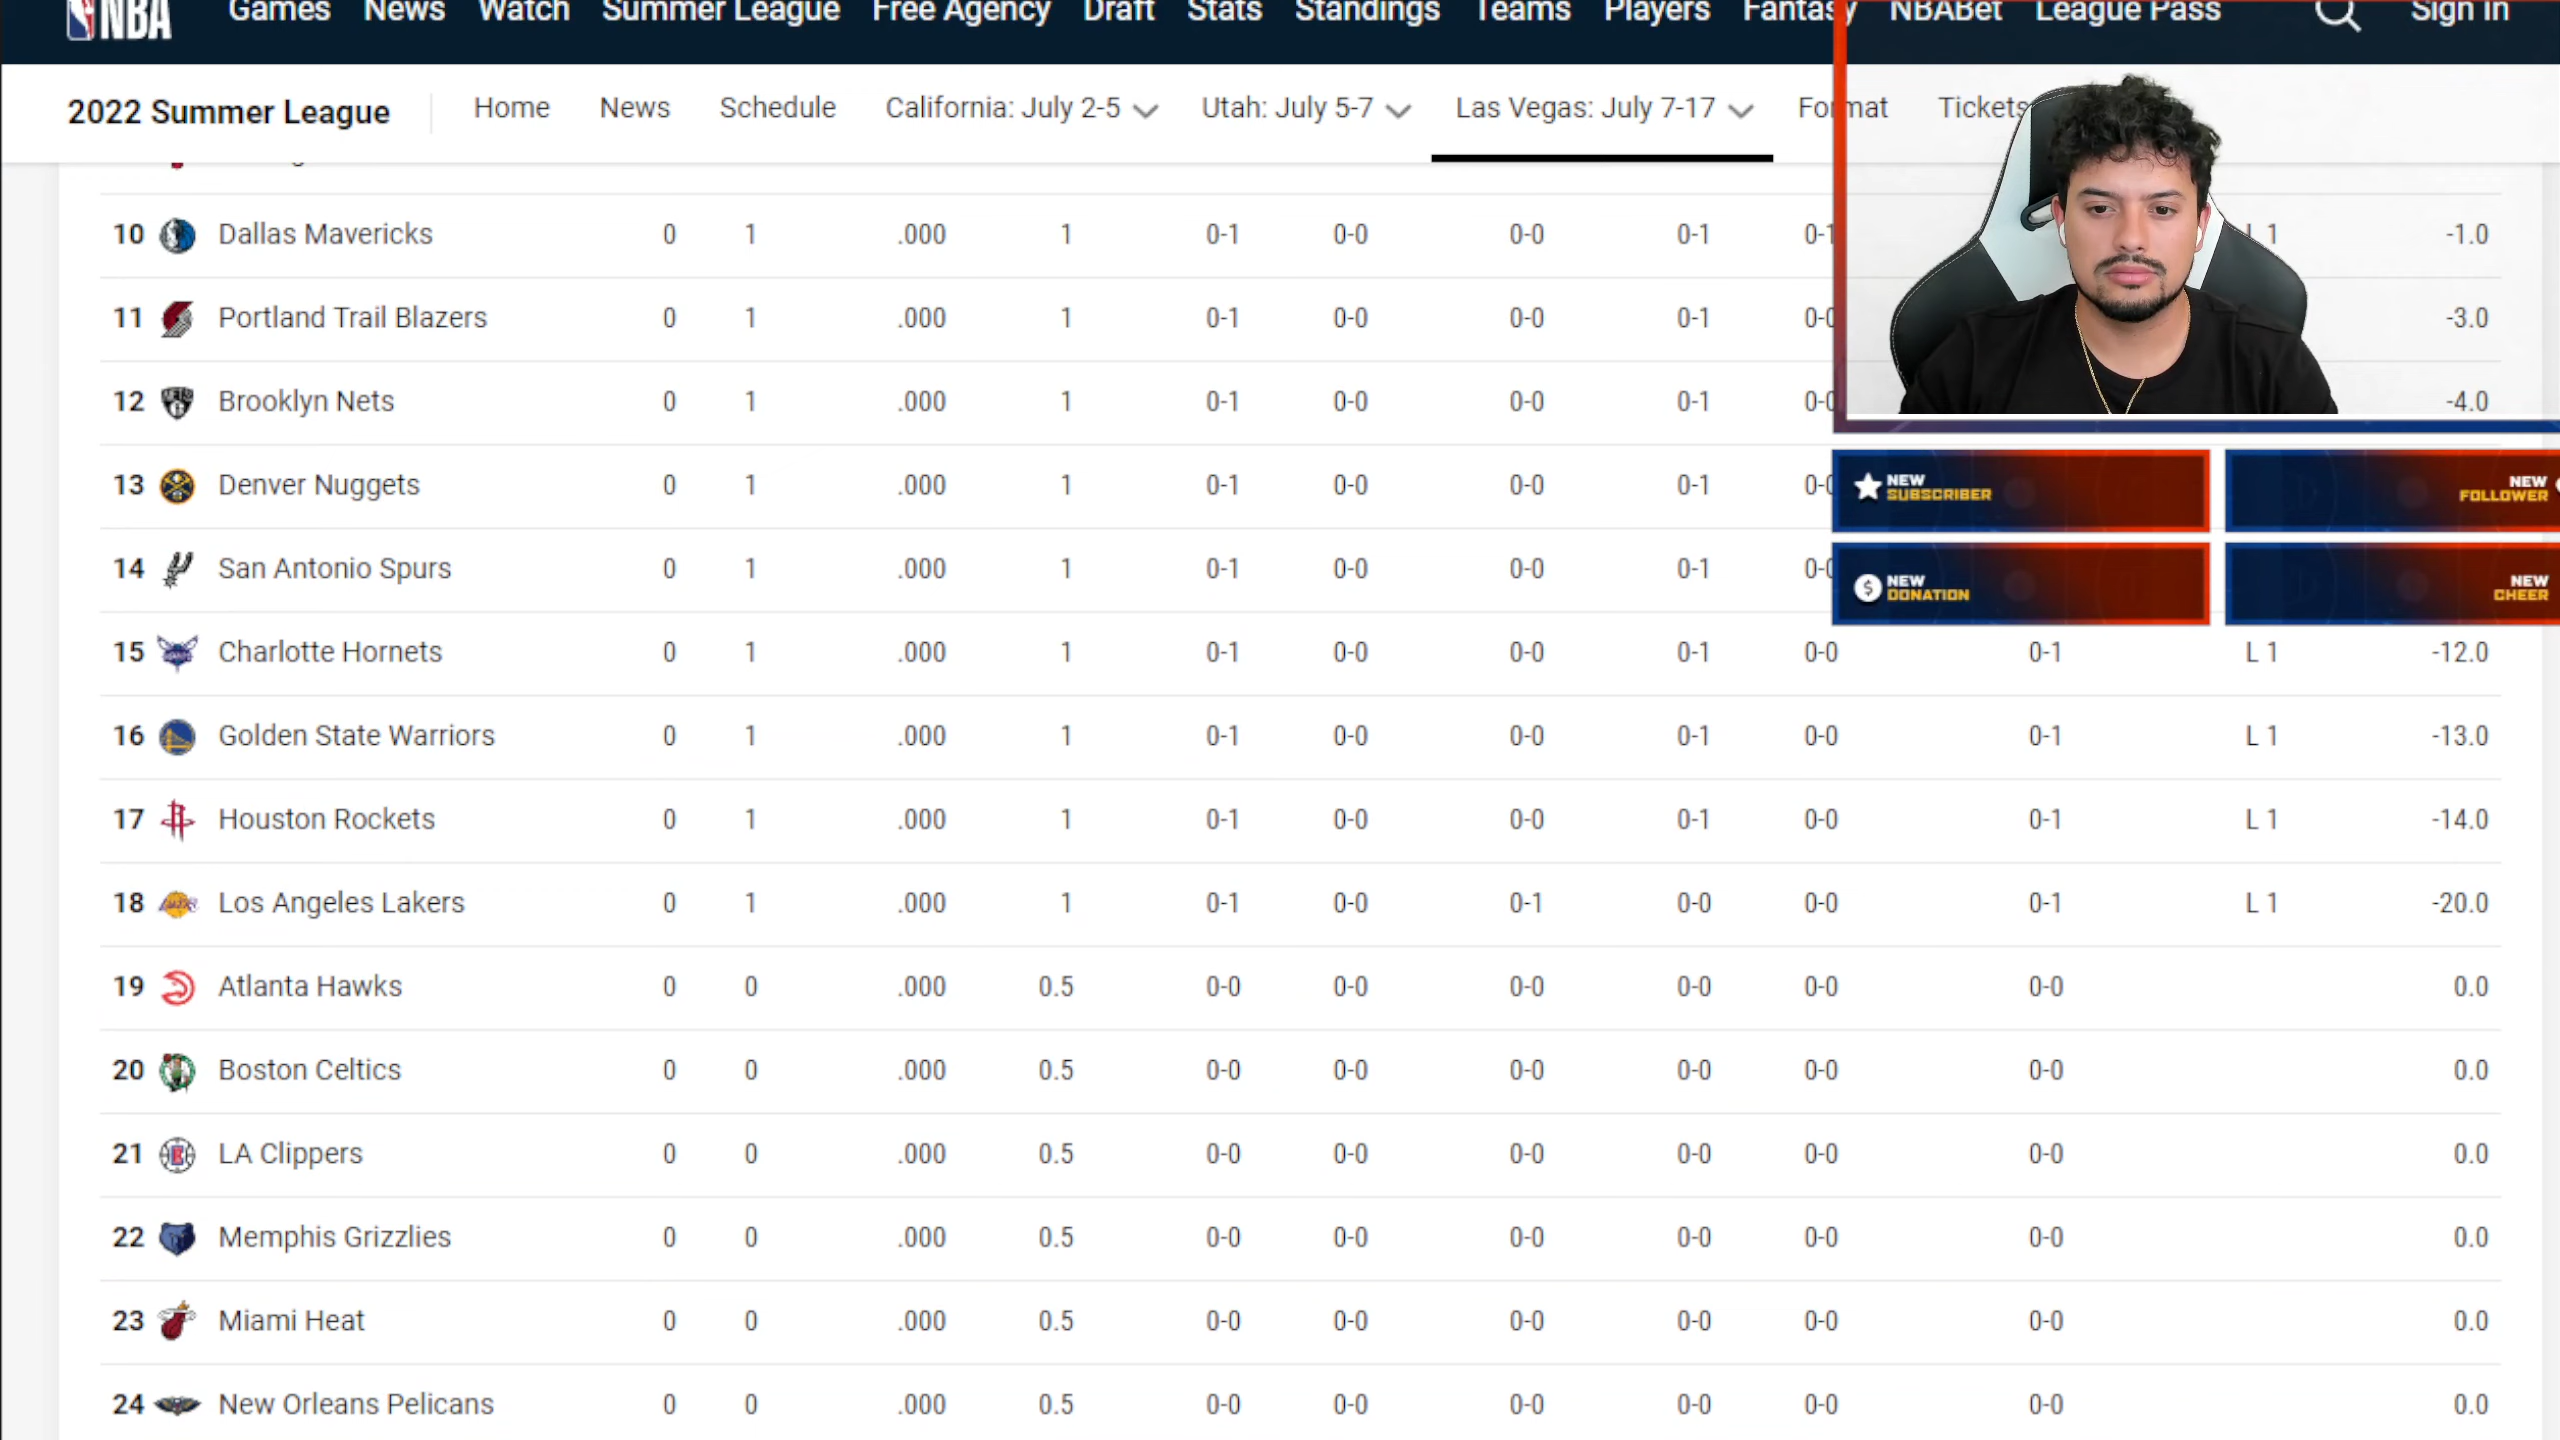 NBA Games News Watch Summer League Free Agency Draft Stats Standings Teams Players Fantasy NBABet League Pass Sign In
2022 Summer League Home News Schedule California: July 2-5 Utah: July 5-7 Las Vegas: July 7-17 Format Tickets
10 Dallas Mavericks 0 1 .000 1 0-1 0-0 0-0 0-1 0-1 L 1 -1.0
11 Portland Trail Blazers 0 1 .000 1 0-1 0-0 0-0 0-1 0-0 -3.0
12 Brooklyn Nets 0 1 .000 1 0-1 0-0 0-0 0-1 0-0 -4.0
13 Denver Nuggets 0 1 .000 1 0-1 0-0 0-0 0-1 0-0
NEW SUBSCRIBER
NEW FOLLOWER
14 San Antonio Spurs 0 1 .000 1 0-1 0-0 0-0 0-1 0-0
NEW DONATION
NEW CHEER
15 Charlotte Hornets 0 1 .000 1 0-1 0-0 0-0 0-1 0-0 0-1 L 1 -12.0
16 Golden State Warriors 0 1 .000 1 0-1 0-0 0-0 0-1 0-0 0-1 L 1 -13.0
17 Houston Rockets 0 1 .000 1 0-1 0-0 0-0 0-1 0-0 0-1 L 1 -14.0
18 Los Angeles Lakers 0 1 .000 1 0-1 0-0 0-1 0-0 0-0 0-1 L 1 -20.0
19 Atlanta Hawks 0 0 .000 0.5 0-0 0-0 0-0 0-0 0-0 0-0 0.0
20 Boston Celtics 0 0 .000 0.5 0-0 0-0 0-0 0-0 0-0 0-0 0.0
21 LA Clippers 0 0 .000 0.5 0-0 0-0 0-0 0-0 0-0 0-0 0.0
22 Memphis Grizzlies 0 0 .000 0.5 0-0 0-0 0-0 0-0 0-0 0-0 0.0
23 Miami Heat 0 0 .000 0.5 0-0 0-0 0-0 0-0 0-0 0-0 0.0
24 New Orleans Pelicans 0 0 .000 0.5 0-0 0-0 0-0 0-0 0-0 0-0 0.0